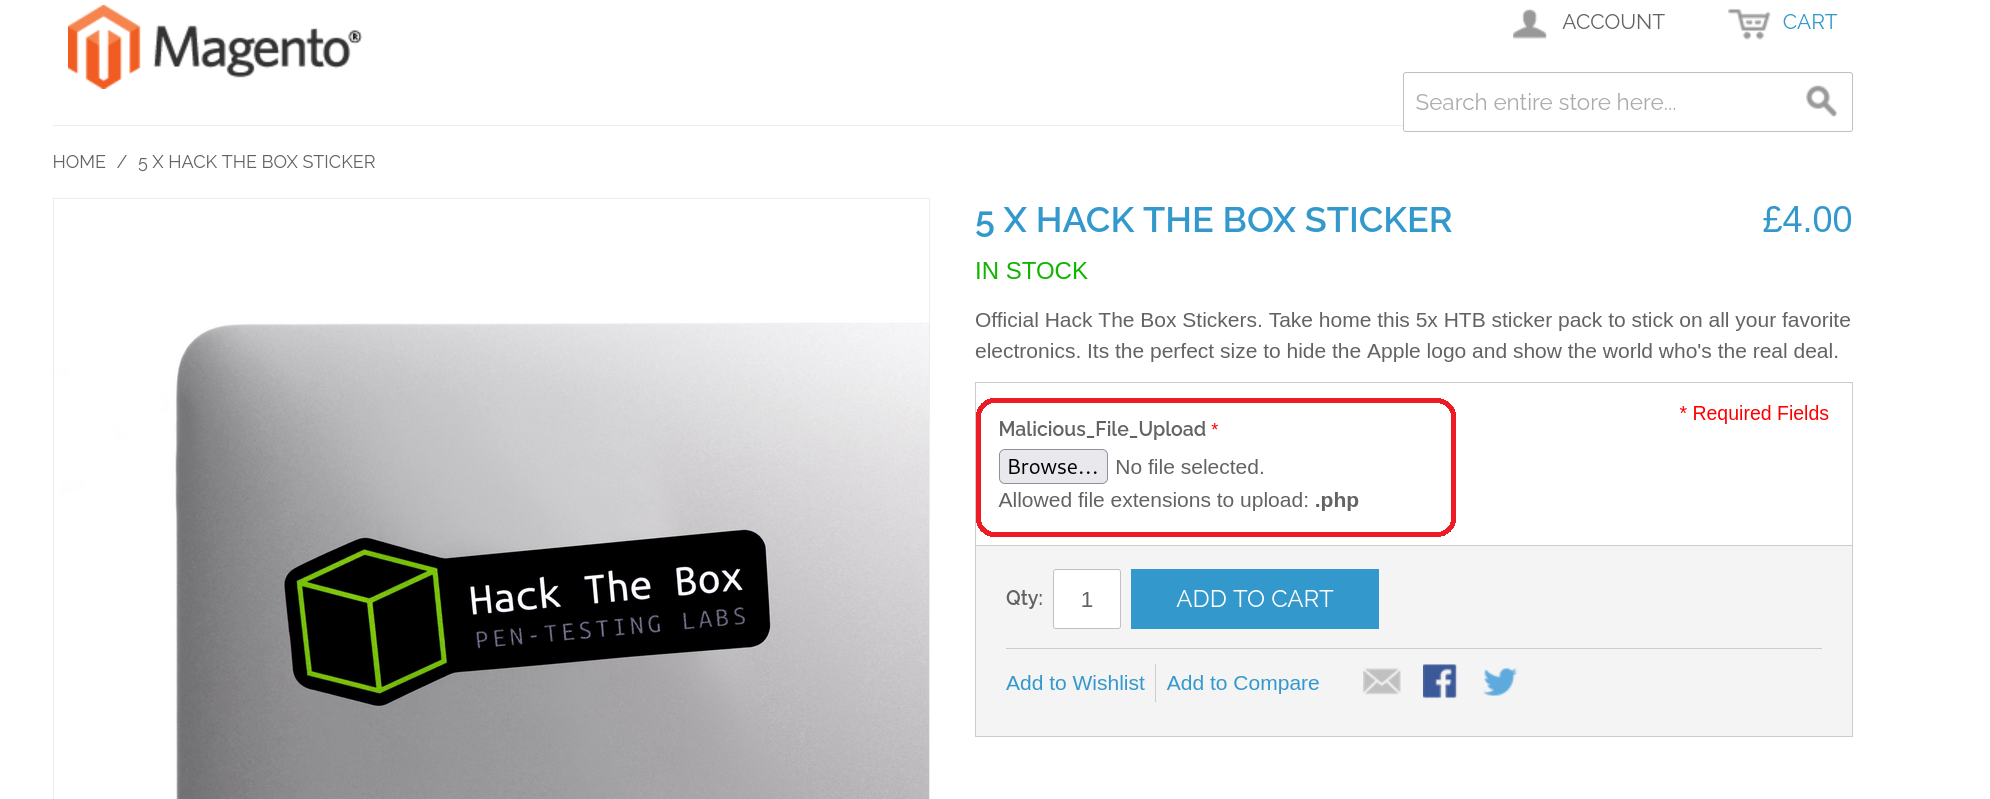 Magento®
ACCOUNT
CART
Search entire store here...
HOME / 5 X HACK THE BOX STICKER
5 X HACK THE BOX STICKER
£4.00
IN STOCK
Official Hack The Box Stickers. Take home this 5x HTB sticker pack to stick on all your favorite
electronics. Its the perfect size to hide the Apple logo and show the world who's the real deal.
* Required Fields
Malicious_File_Upload *
Browse... No file selected.
Allowed file extensions to upload: .php
Qty: 1 ADD TO CART
Add to Wishlist Add to Compare
Hack The Box
PEN-TESTING LABS